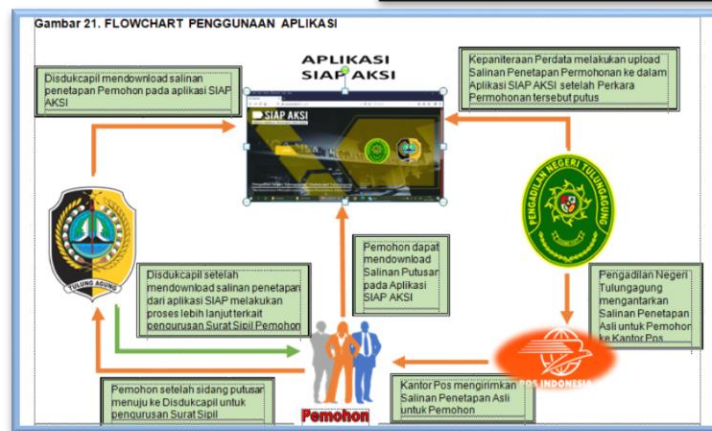 Gambar 21. FLOWCHART PENGGUNAAN APLIKASI
APLIKASI
SIAP AKSI
Disdukcapil mendownload salinan
penetapan Pemohon pada aplikasi SIAP
AKSI
Kepaniteraan Perdata melakukan upload
Salinan Penetapan Permohonan ke dalam
Aplikasi SIAP AKSI setelah Perkara
Permohonan tersebut putus
SIAP AKSI
PENGADILAN NEGERI TULUNGAGUNG
TULUNG AGUNG
Pemohon dapat
mendownload
Salinan Putusan
pada Aplikasi
SIAP AKSI
Disdukcapil setelah
mendownload salinan penetapan
dari aplikasi SIAP melakukan
proses lebih lanjut terkait
pengurusan Surat Sipil Pemohon
Pengadilan Negeri
Tulungagung
mengantarkan
Salinan Penetapan
Asli untuk Pemohon
ke Kantor Pos
POS INDONESIA
Pemohon
Pemohon setelah sidang putusan
menuju ke Disdukcapil untuk
pengurusan Surat Sipil
Kantor Pos mengirimkan
Salinan Penetapan Asli
untuk Pemohon